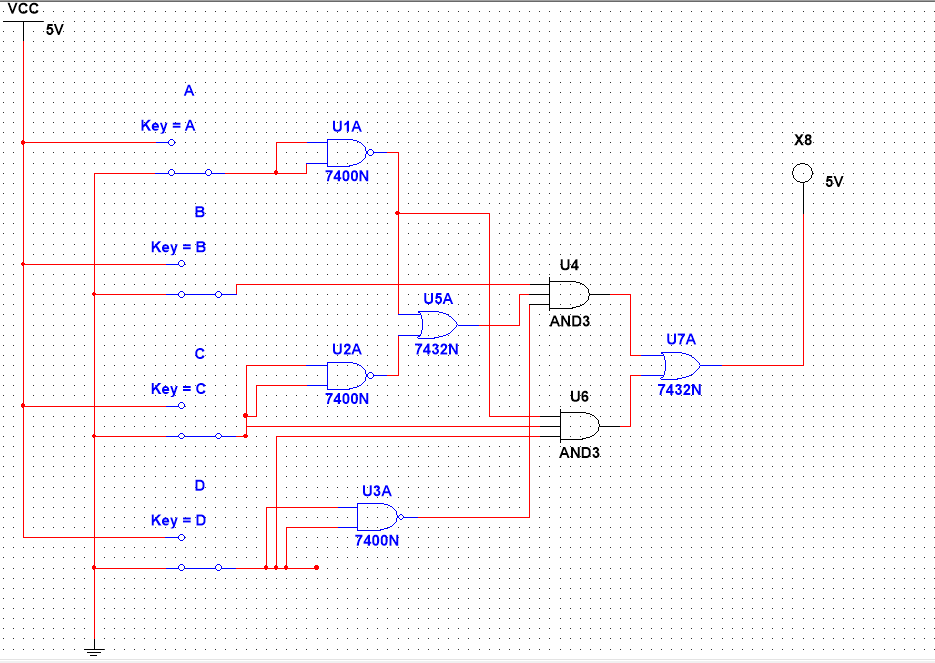 VCC
5V
A
Key = A
U1A
7400N
X8
5V
B
Key = B
U4
AND3
U5A
7432N
C
Key = C
U2A
7400N
U7A
7432N
U6
AND3
D
Key = D
U3A
7400N